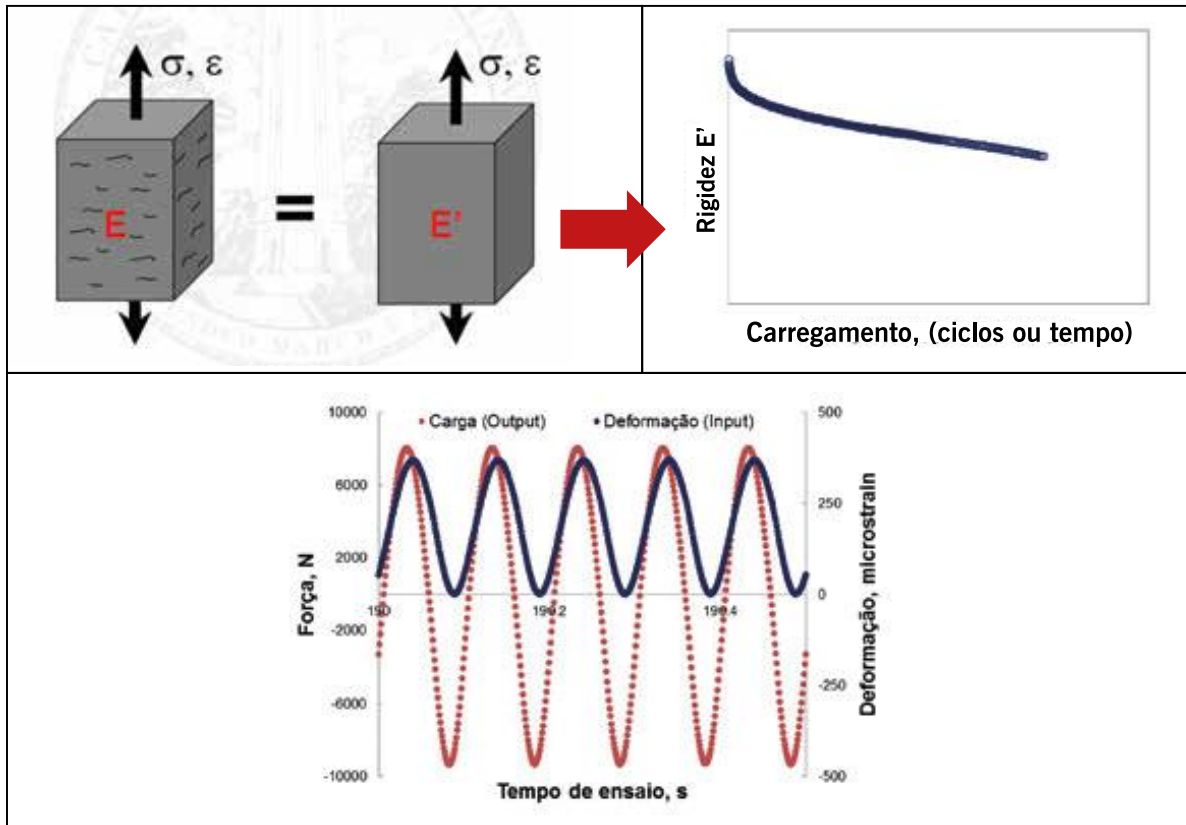 σ, ε
σ, ε
E
=
E'
Rigidez E'
Carregamento, (ciclos ou tempo)
Carga (Output)
Deformação (Input)
10000
6000
2000
-2000
-6000
-10000
Força, N
190
190.2
190.4
500
250
0
-250
-500
Deformação, microstrain
Tempo de ensaio, s